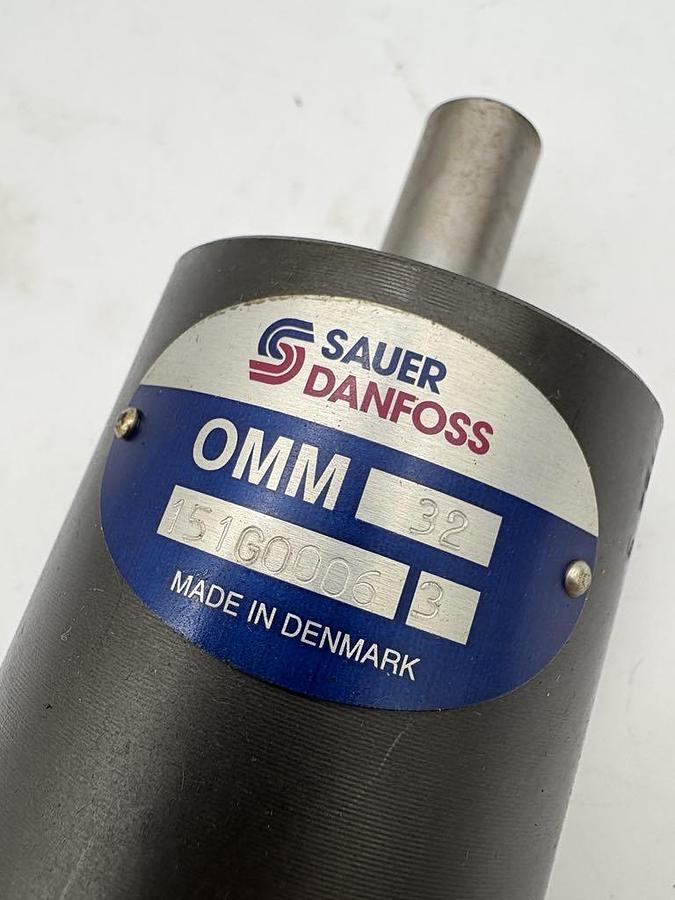 SAUER
DANFOSS
OMM 32
151G0006 3
MADE IN DENMARK